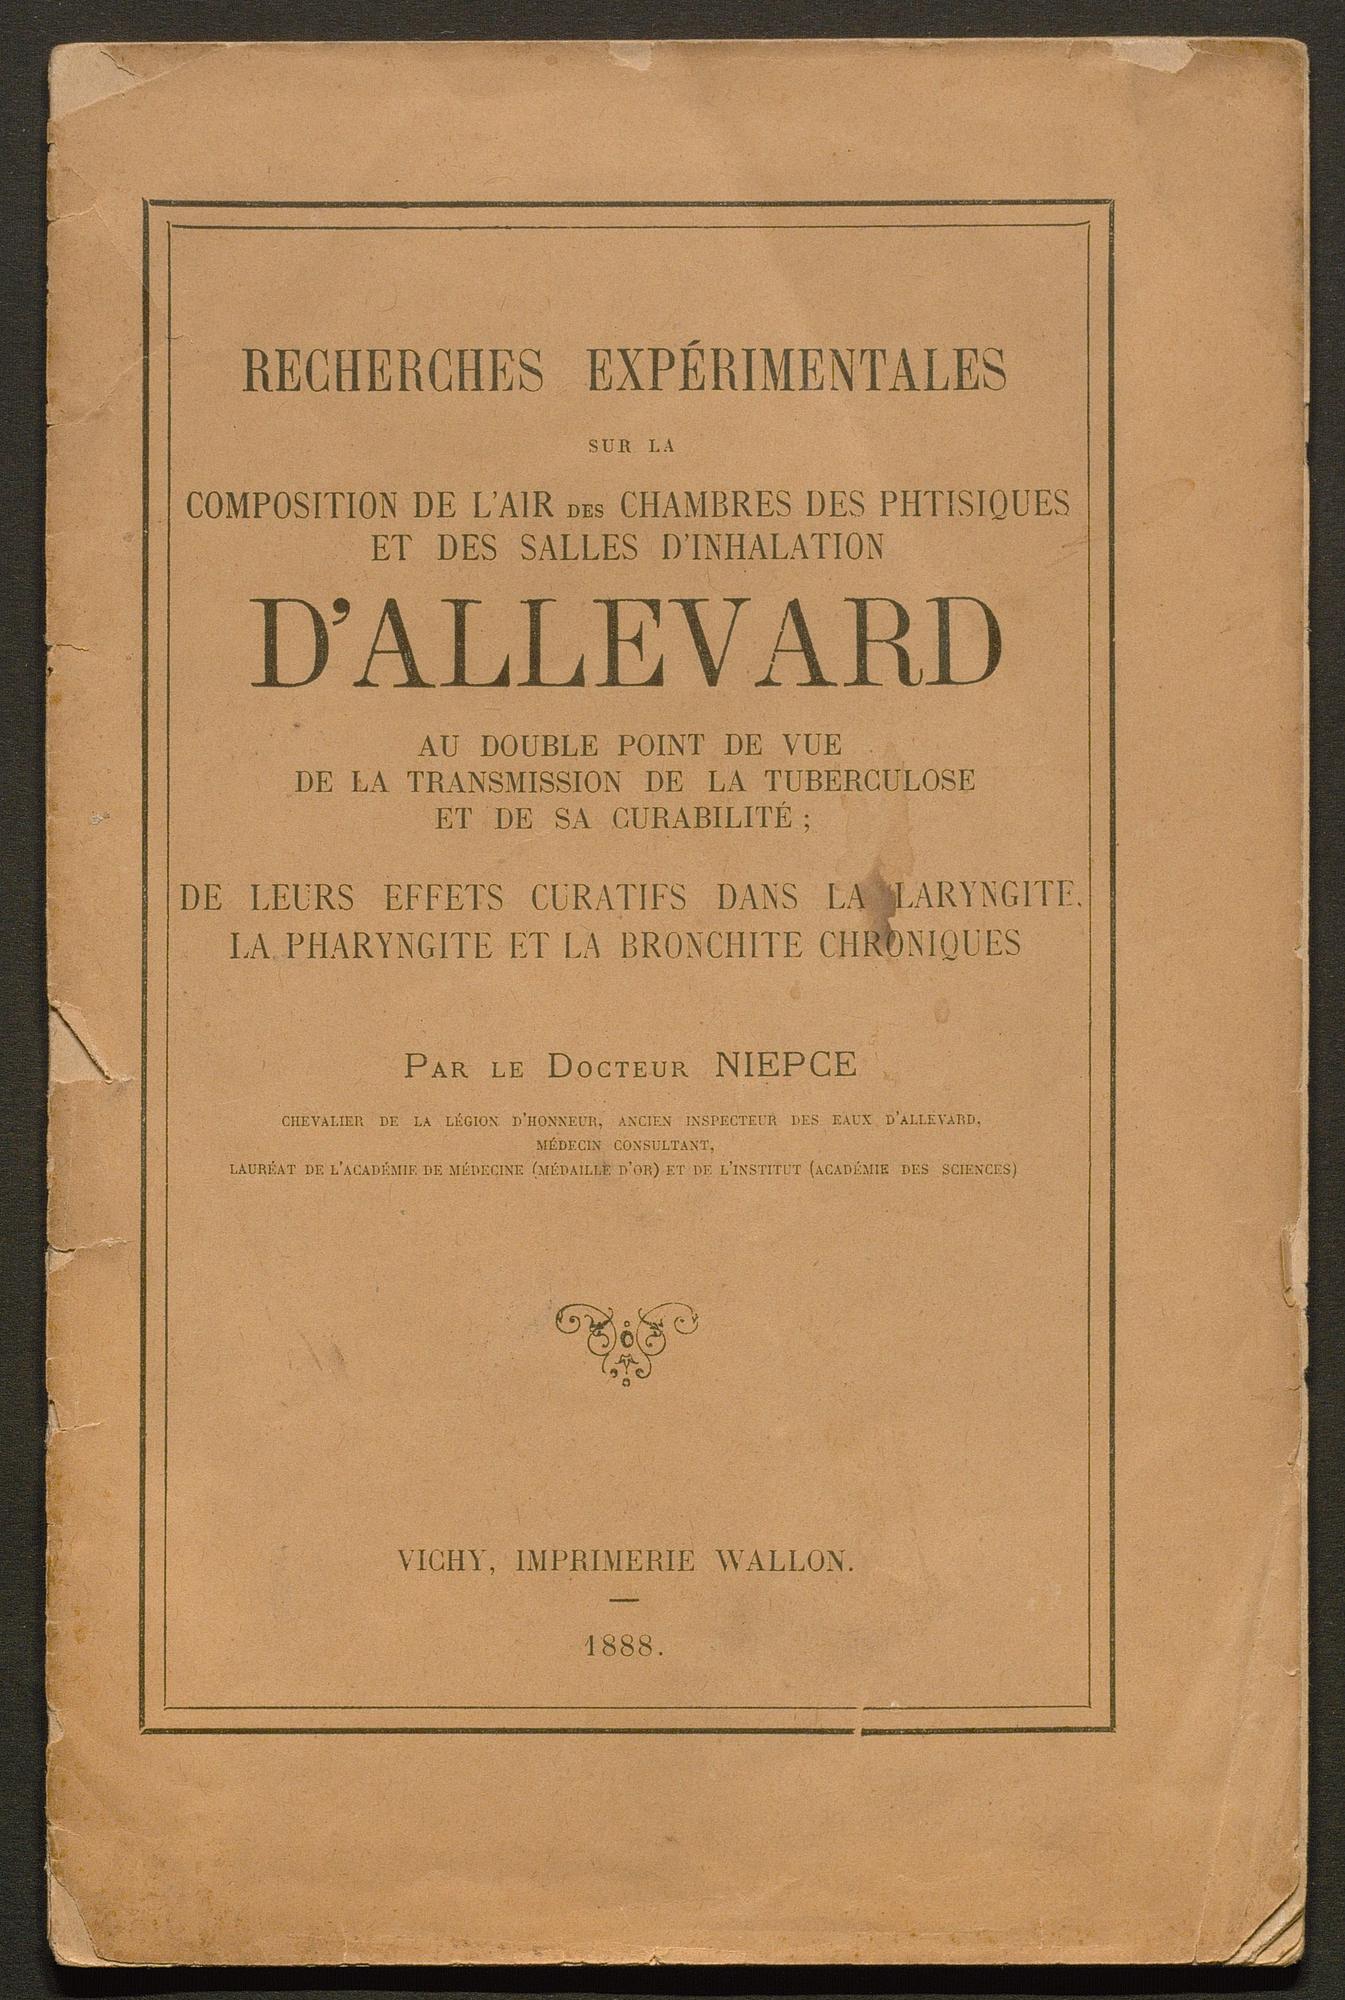 RECHERCHES EXPÉRIMENTALES
SUR LA
COMPOSITION DE L'AIR DES CHAMBRES DES PHTISIQUES
ET DES SALLES D'INHALATION
D'ALLEVARD
AU DOUBLE POINT DE VUE
DE LA TRANSMISSION DE LA TUBERCULOSE
ET DE SA CURABILITÉ ;
DE LEURS EFFETS CURATIFS DANS LA LARYNGITE.
LA PHARYNGITE ET LA BRONCHITE CHRONIQUES
PAR LE DOCTEUR NIEPCE
CHEVALIER DE LA LÉGION D'HONNEUR, ANCIEN INSPECTEUR DES EAUX D'ALLEVARD,
MÉDECIN CONSULTANT,
LAURÉAT DE L'ACADÉMIE DE MÉDECINE (MÉDAILLE D'OR) ET DE L'INSTITUT (ACADÉMIE DES SCIENCES)
VICHY, IMPRIMERIE WALLON.
1888.